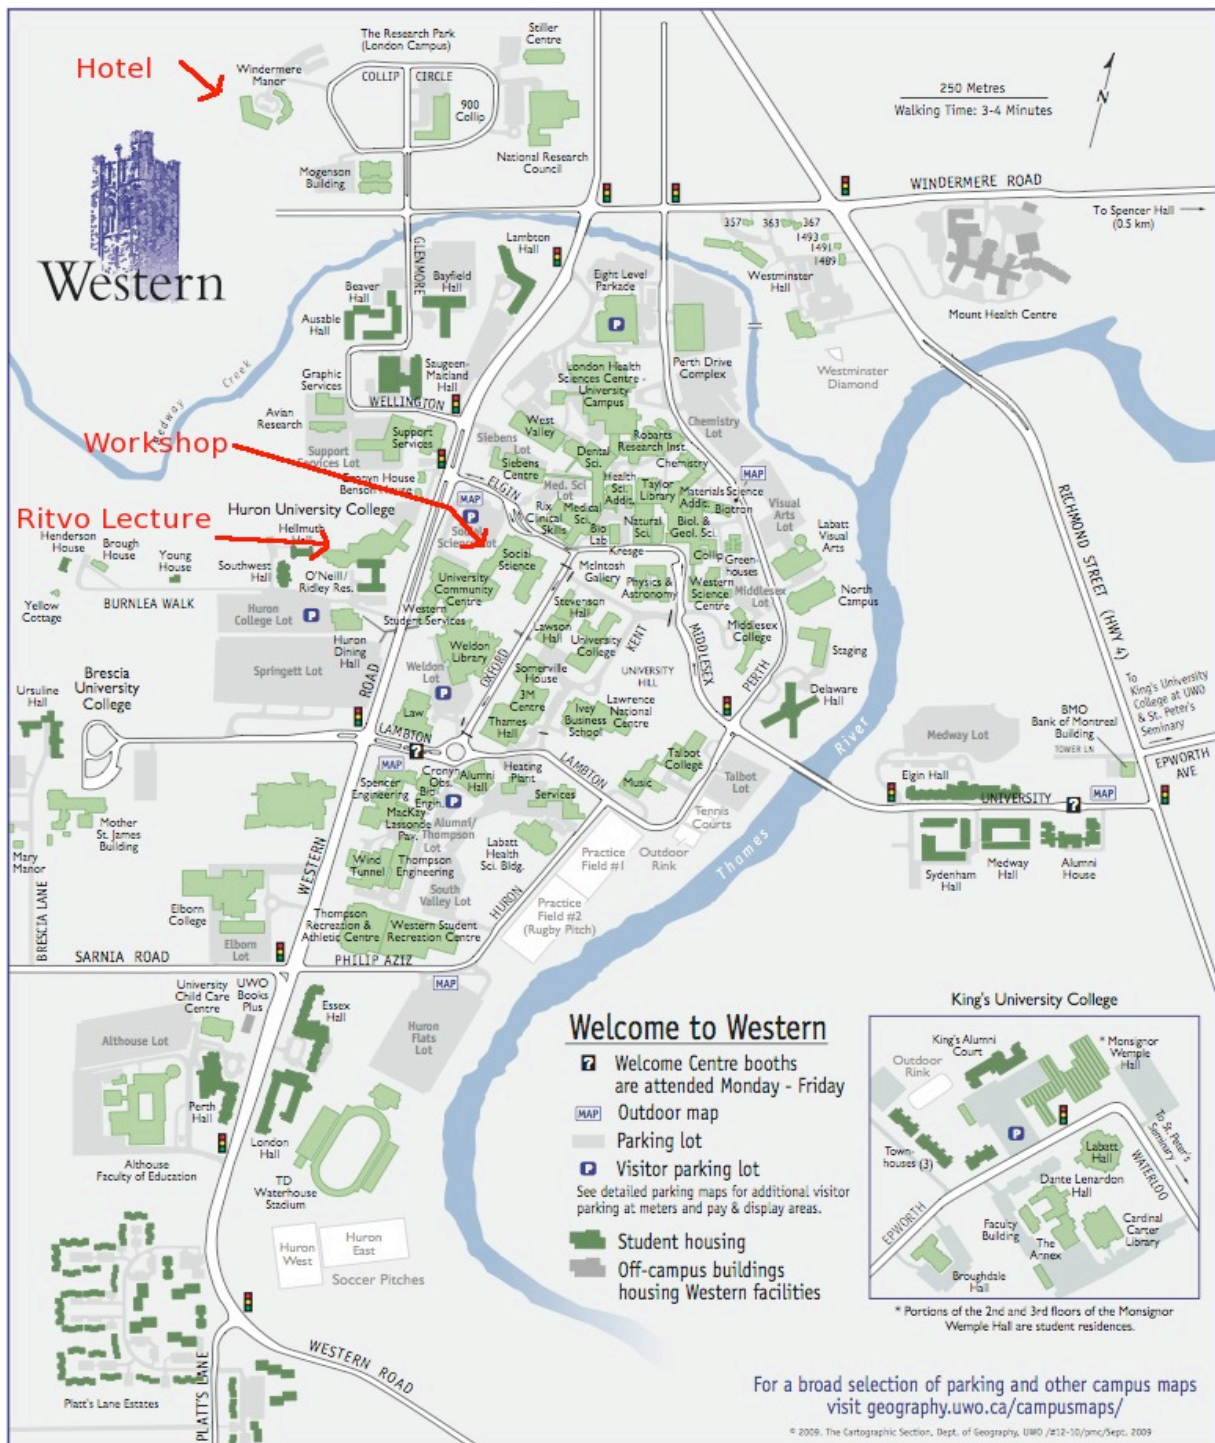 The Research Park
(London Campus)
Stiller
Centre
Hotel
Windermere
Manor
COLLIP
CIRCLE
900
Collip
250 Metres
Walking Time: 3-4 Minutes
N
National Research
Council
Mogenson
Building
WINDERMERE ROAD
To Spencer Hall
(0.5 km)
Western
GLENMORE
Lambton
Hall
357
363
367
1493
1491
1489
Westminster
Hall
Mount Health Centre
Bayfield
Hall
Beaver
Hall
Ausable
Hall
Eight Level
Parkade
P
Perth Drive
Complex
Westminster
Diamond
Medway
Creek
Graphic
Services
Saugeen-
Maitland
Hall
London Health
Sciences Centre -
University
Campus
WELLINGTON
Avian
Research
Support
Services
Support
Services Lot
Workshop
Siebens
Lot
West
Valley
Siebens
Centre
Dental
Sci.
Robarts
Research Inst.
Chemistry
Lot
Chemistry
MAP
Cronyn House
Benson House
ELGIN
Med. Sci
Lot
Health
Sci.
Addit.
Taylor
Library
Materials Science
Addit.
Biotron
Visual
Arts Lot
MAP
P
Rix
Clinical
Skills
Medical
Sci.
Bio
Lab
Natural
Sci.
Biol. &
Geol. Sci.
Labatt
Visual
Arts
Ritvo Lecture
Huron University College
Hellmuth
Hall
Social
Science Lot
Social
Science
Kresge
Collip
Green-
houses
Henderson
House
Brough
House
Young
House
Southwest
Hall
O'Neill/
Ridley Res.
University
Community
Centre
McIntosh
Gallery
Physics &
Astronomy
Western
Science
Centre
Middlesex
Lot
North
Campus
Yellow
Cottage
BURNLEA WALK
Huron
College Lot
P
Western
Student Services
Stevenson
Hall
Lawson
Hall
University
College
KENT
Middlesex
College
Staging
Huron
Dining
Hall
Weldon
Library
Springett Lot
ROAD
Weldon
Lot
P
OXFORD
Somerville
House
UNIVERSITY
HILL
MIDDLESEX
PERTH
RICHMOND STREET (HWY 4)
Brescia
University
College
Ursuline
Hall
3M
Centre
Lawrence
National
Centre
Ivey
Business
School
Delaware
Hall
To
King's University
College at UWO
& St. Peter's
Seminary
Law
Thames
Hall
LAMBTON
?
MAP
LAMBTON
River
Medway Lot
BMO
Bank of Montreal
Building
TOWER LN
EPWORTH
AVE
Talbot
College
Music
Talbot
Lot
Spencer
Engineering
Cronyn
Obs.
Bio
Engin.
Alumni
Hall
Heating
Plant
Services
P
Elgin Hall
UNIVERSITY
?
MAP
Mother
St. James
Building
MacKay-
Lassonde
Pav.
Alumni/
Thompson
Lot
Tennis
Courts
Labatt
Health
Sci. Bldg.
Practice
Field #1
Outdoor
Rink
Thames
Mary
Manor
Wind
Tunnel
Thompson
Engineering
Sydenham
Hall
Medway
Hall
Alumni
House
BRESCIA LANE
WESTERN
South
Valley Lot
HURON
Practice
Field #2
(Rugby Pitch)
Elborn
College
Elborn
Lot
Thompson
Recreation &
Athletic Centre
Western Student
Recreation Centre
SARNIA ROAD
PHILIP AZIZ
MAP
University
Child Care
Centre
UWO
Books
Plus
Essex
Hall
Huron
Flats
Lot
Althouse Lot
Perth
Hall
London
Hall
Althouse
Faculty of Education
TD
Waterhouse
Stadium
Huron
West
Huron
East
Soccer Pitches
Platt's Lane Estates
PLATT'S LANE
WESTERN ROAD
Welcome to Western
? Welcome Centre booths
are attended Monday - Friday
MAP Outdoor map
Parking lot
P Visitor parking lot
See detailed parking maps for additional visitor
parking at meters and pay & display areas.
Student housing
Off-campus buildings
housing Western facilities
King's University College
King's Alumni
Court
* Monsignor
Wemple
Hall
Outdoor
Rink
P
Town-
houses (3)
Labatt
Hall
To St. Peter's
Seminary
Dante Lenardon
Hall
WATERLOO
EPWORTH
Faculty
Building
The
Annex
Cardinal
Carter
Library
Broughdale
Hall
* Portions of the 2nd and 3rd floors of the Monsignor
Wemple Hall are student residences.
For a broad selection of parking and other campus maps
visit geography.uwo.ca/campusmaps/
© 2009. The Cartographic Section, Dept. of Geography, UWO /#12-10/pmc/Sept. 2009